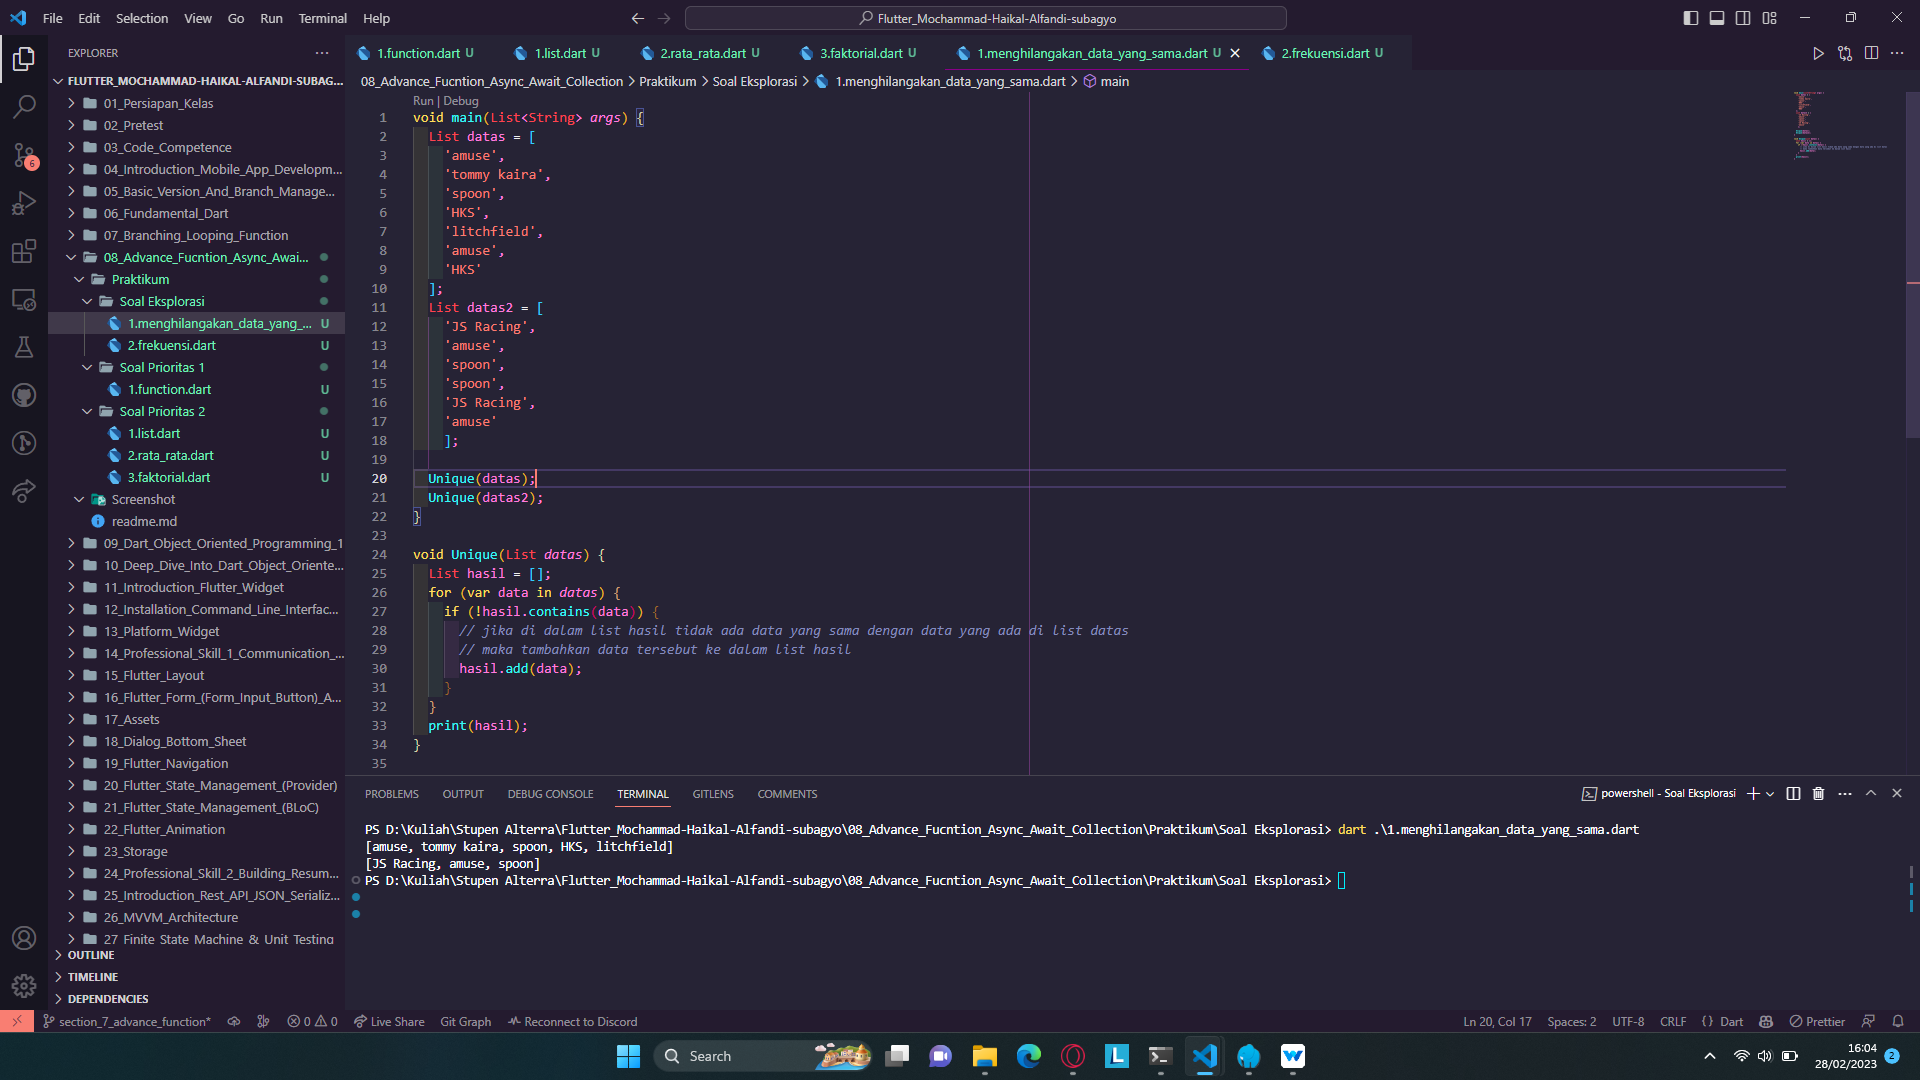 File Edit Selection View Go Run Terminal Help
Flutter_Mochammad-Haikal-Alfandi-subagyo
EXPLORER
FLUTTER_MOCHAMMAD-HAIKAL-ALFANDI-SUBAG...
01_Persiapan_Kelas
02_Pretest
03_Code_Competence
04_Introduction_Mobile_App_Developm...
05_Basic_Version_And_Branch_Manage...
06_Fundamental_Dart
07_Branching_Looping_Function
08_Advance_Fucntion_Async_Awai...
Praktikum
Soal Eksplorasi
1.menghilangakan_data_yang_... U
2.frekuensi.dart U
Soal Prioritas 1
1.function.dart U
Soal Prioritas 2
1.list.dart U
2.rata_rata.dart U
3.faktorial.dart U
Screenshot
readme.md
09_Dart_Object_Oriented_Programming_1
10_Deep_Dive_Into_Dart_Object_Oriente...
11_Introduction_Flutter_Widget
12_Installation_Command_Line_Interfac...
13_Platform_Widget
14_Professional_Skill_1_Communication_...
15_Flutter_Layout
16_Flutter_Form_(Form_Input_Button)_A...
17_Assets
18_Dialog_Bottom_Sheet
19_Flutter_Navigation
20_Flutter_State_Management_(Provider)
21_Flutter_State_Management_(BLoC)
22_Flutter_Animation
23_Storage
24_Professional_Skill_2_Building_Resum...
25_Introduction_Rest_API_JSON_Serializ...
26_MVVM_Architecture
27_Finite_State_Machine_&_Unit_Testing
OUTLINE
TIMELINE
DEPENDENCIES
6
1.function.dart U 1.list.dart U 2.rata_rata.dart U 3.faktorial.dart U 1.menghilangakan_data_yang_sama.dart U 2.frekuensi.dart U
08_Advance_Fucntion_Async_Await_Collection > Praktikum > Soal Eksplorasi > 1.menghilangakan_data_yang_sama.dart > main
Run | Debug
1 void main(List<String> args) {
2 List datas = [
3 'amuse',
4 'tommy kaira',
5 'spoon',
6 'HKS',
7 'litchfield',
8 'amuse',
9 'HKS'
10 ];
11 List datas2 = [
12 'JS Racing',
13 'amuse',
14 'spoon',
15 'spoon',
16 'JS Racing',
17 'amuse'
18 ];
19
20 Unique(datas);
21 Unique(datas2);
22 }
23
24 void Unique(List datas) {
25 List hasil = [];
26 for (var data in datas) {
27 if (!hasil.contains(data)) {
28 // jika di dalam list hasil tidak ada data yang sama dengan data yang ada di list datas
29 // maka tambahkan data tersebut ke dalam list hasil
30 hasil.add(data);
31 }
32 }
33 print(hasil);
34 }
35
PROBLEMS OUTPUT DEBUG CONSOLE TERMINAL GITLENS COMMENTS
powershell - Soal Eksplorasi
PS D:\Kuliah\Stupen Alterra\Flutter_Mochammad-Haikal-Alfandi-subagyo\08_Advance_Fucntion_Async_Await_Collection\Praktikum\Soal Eksplorasi> dart .\1.menghilangakan_data_yang_sama.dart
[amuse, tommy kaira, spoon, HKS, litchfield]
[JS Racing, amuse, spoon]
PS D:\Kuliah\Stupen Alterra\Flutter_Mochammad-Haikal-Alfandi-subagyo\08_Advance_Fucntion_Async_Await_Collection\Praktikum\Soal Eksplorasi>
section_7_advance_function* 0 0 Live Share Git Graph Reconnect to Discord
Ln 20, Col 17 Spaces: 2 UTF-8 CRLF { } Dart Prettier
Search
16:04
28/02/2023
2